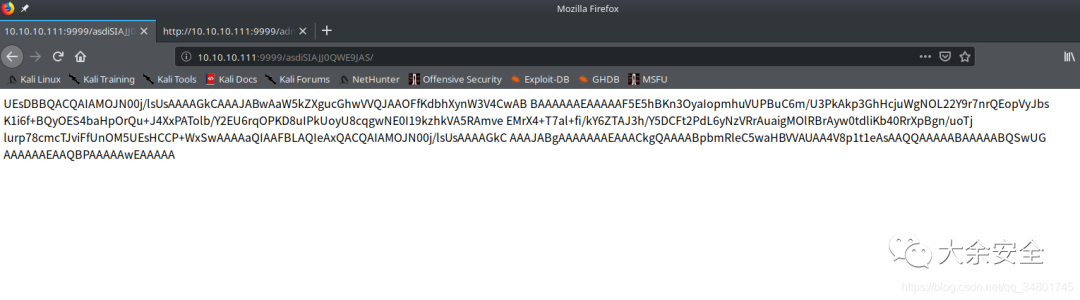 Mozilla Firefox
10.10.10.111:9999/asdiSIAJJ
http://10.10.10.111:9999/adr
10.10.10.111:9999/asdiSIAJJ0QWE9JAS/
Kali Linux Kali Training Kali Tools Kali Docs Kali Forums NetHunter Offensive Security Exploit-DB GHDB MSFU
UEsDBBQACQAIAMOJN00j/lsUsAAAAGkCAAAJABwAaW5kZXgucGhwVVQJAAOFfKdbhXynW3V4CwAB BAAAAAAEAAAAAF5E5hBKn3OyaIopmhuVUPBuC6m/U3PkAkp3GhHcjuWgNOL22Y9r7nrQEopVyJbs
K1i6f+BQyOES4baHpOrQu+J4XxPATolb/Y2EU6rqOPKD8uIPkUoyU8cqgwNE0I19kzhkVA5RAmve EMrX4+T7al+fi/kY6ZTAJ3h/Y5DCFt2PdL6yNzVRrAuaigMOlRBrAyw0tdliKb40RrXpBgn/uoTj
lurp78cmcTJviFfUnOM5UEsHCCP+WxSwAAAAaQIAAFBLAQIeAxQACQAIAMOJN00j/lsUsAAAAGkC AAAJABgAAAAAAAEAAACkgQAAAABpbmRleC5waHBVVAUAA4V8p1t1eAsAAQQAAAAABAAAAABQSwUG
AAAAAAEAAQBPAAAAAwEAAAAA
大余安全
https://blog.csdn.net/qq_34801745